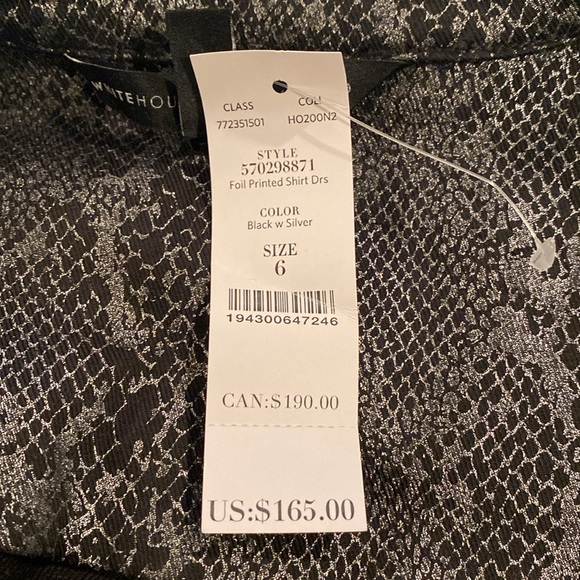 WHITEHOU
CLASS COLL
772351501 HO200N2
STYLE
570298871
Foil Printed Shirt Drs
COLOR
Black w Silver
SIZE
6
194300647246
CAN:$190.00
US:$165.00